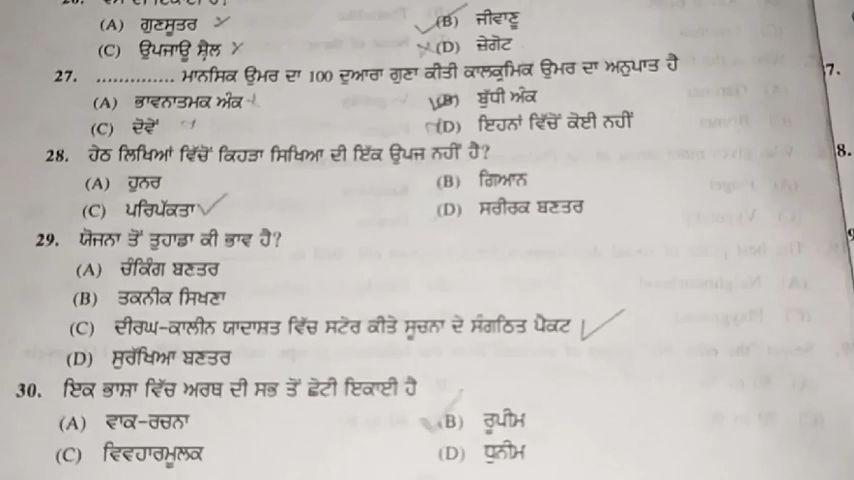 (A) ਗੁਣਸੂਤਰ (B) ਜੀਵਾਣੂ
(C) ਉਪਜਾਊ ਸ਼ੈਲ (D) ਜ਼ੇਗੋਟ
27. .............. ਮਾਨਸਿਕ ਉਮਰ ਦਾ 100 ਦੁਆਰਾ ਗੁਣਾ ਕੀਤੀ ਕਾਲਕ੍ਰਮਿਕ ਉਮਰ ਦਾ ਅਨੁਪਾਤ ਹੈ 7.
(A) ਭਾਵਨਾਤਮਕ ਅੰਕ (B) ਬੁੱਧੀ ਅੰਕ
(C) ਦੋਵੇਂ (D) ਇਹਨਾਂ ਵਿੱਚੋਂ ਕੋਈ ਨਹੀਂ
28. ਹੇਠ ਲਿਖਿਆਂ ਵਿੱਚੋਂ ਕਿਹੜਾ ਸਿਖਿਆ ਦੀ ਇੱਕ ਉਪਜ ਨਹੀਂ ਹੈ? 8.
(A) ਹੁਨਰ (B) ਗਿਆਨ
(C) ਪਰਿਪੱਕਤਾ (D) ਸਰੀਰਕ ਬਣਤਰ
29. ਯੋਜਨਾ ਤੋਂ ਤੁਹਾਡਾ ਕੀ ਭਾਵ ਹੈ?
(A) ਚੰਕਿੰਗ ਬਣਤਰ
(B) ਤਕਨੀਕ ਸਿਖਣਾ
(C) ਦੀਰਘ-ਕਾਲੀਨ ਯਾਦਾਸ਼ਤ ਵਿੱਚ ਸਟੋਰ ਕੀਤੇ ਸੂਚਨਾ ਦੇ ਸੰਗਠਿਤ ਪੈਕਟ
(D) ਸੁਰੱਖਿਆ ਬਣਤਰ
30. ਇਕ ਭਾਸ਼ਾ ਵਿੱਚ ਅਰਥ ਦੀ ਸਭ ਤੋਂ ਛੋਟੀ ਇਕਾਈ ਹੈ
(A) ਵਾਕ-ਰਚਨਾ (B) ਰੂਪੀਮ
(C) ਵਿਵਹਾਰਮੂਲਕ (D) ਧੁਨੀਮ